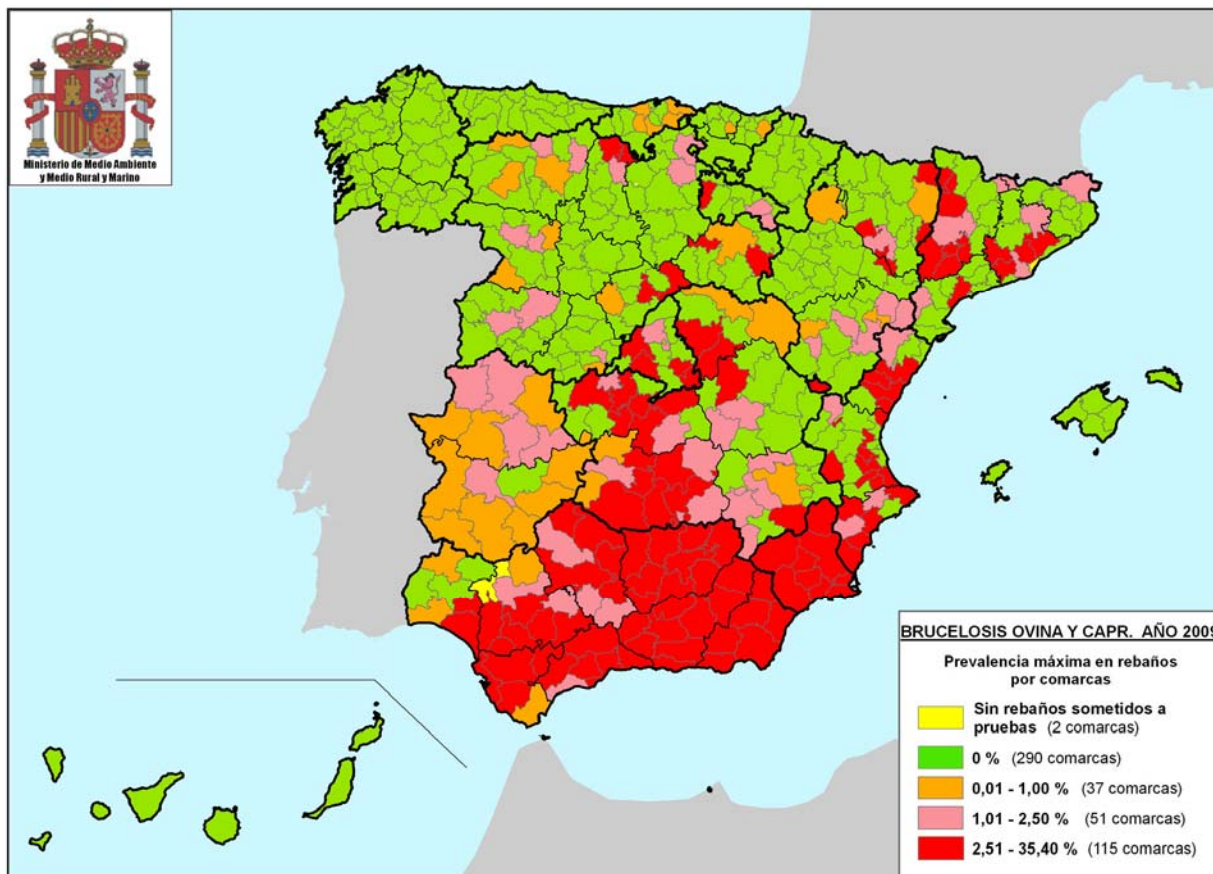 Ministerio de Medio Ambiente
y Medio Rural y Marino
BRUCELOSIS OVINA Y CAPR. AÑO 2009
Prevalencia máxima en rebaños
por comarcas
Sin rebaños sometidos a
pruebas (2 comarcas)
0 % (290 comarcas)
0,01 - 1,00 % (37 comarcas)
1,01 - 2,50 % (51 comarcas)
2,51 - 35,40 % (115 comarcas)